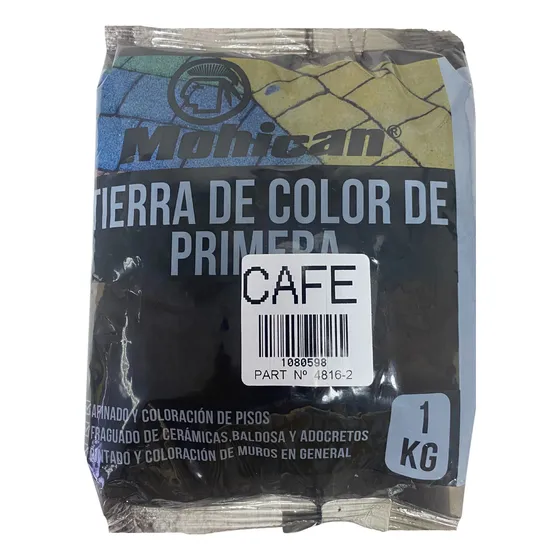 Mohican®
TIERRA DE COLOR DE
PRIMERA
CAFE
1080598
PART Nº 4816-2
AFINADO Y COLORACIÓN DE PISOS
FRAGUADO DE CERÁMICAS, BALDOSA Y ADOCRETOS
PINTADO Y COLORACIÓN DE MUROS EN GENERAL
1
KG